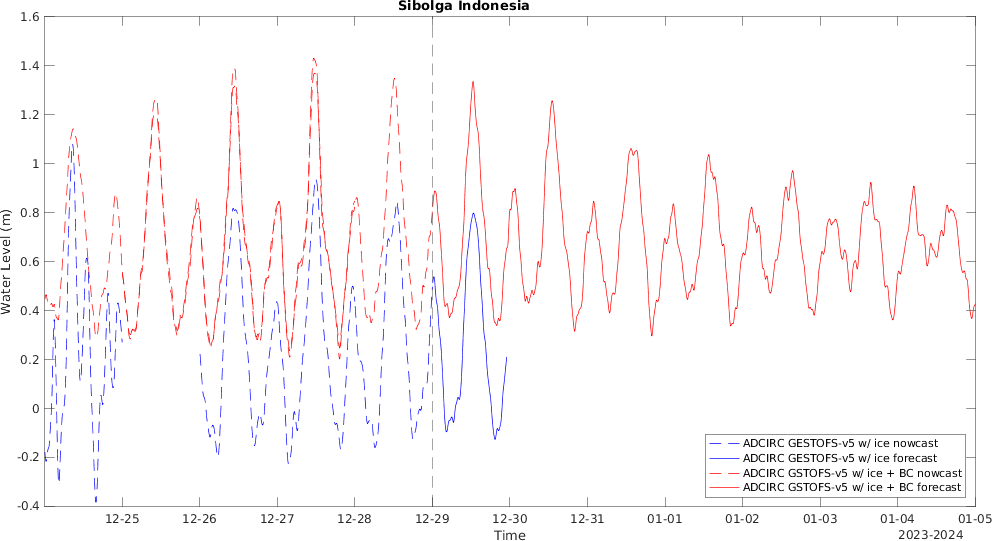 Sibolga Indonesia
1.6
1.4
1.2
1
0.8
0.6
0.4
0.2
0
-0.2
-0.4
Water Level (m)
12-25 12-26 12-27 12-28 12-29 12-30 12-31 01-01 01-02 01-03 01-04 01-05
Time
2023-2024
ADCIRC GESTOFS-v5 w/ ice nowcast
ADCIRC GESTOFS-v5 w/ ice forecast
ADCIRC GSTOFS-v5 w/ ice + BC nowcast
ADCIRC GSTOFS-v5 w/ ice + BC forecast